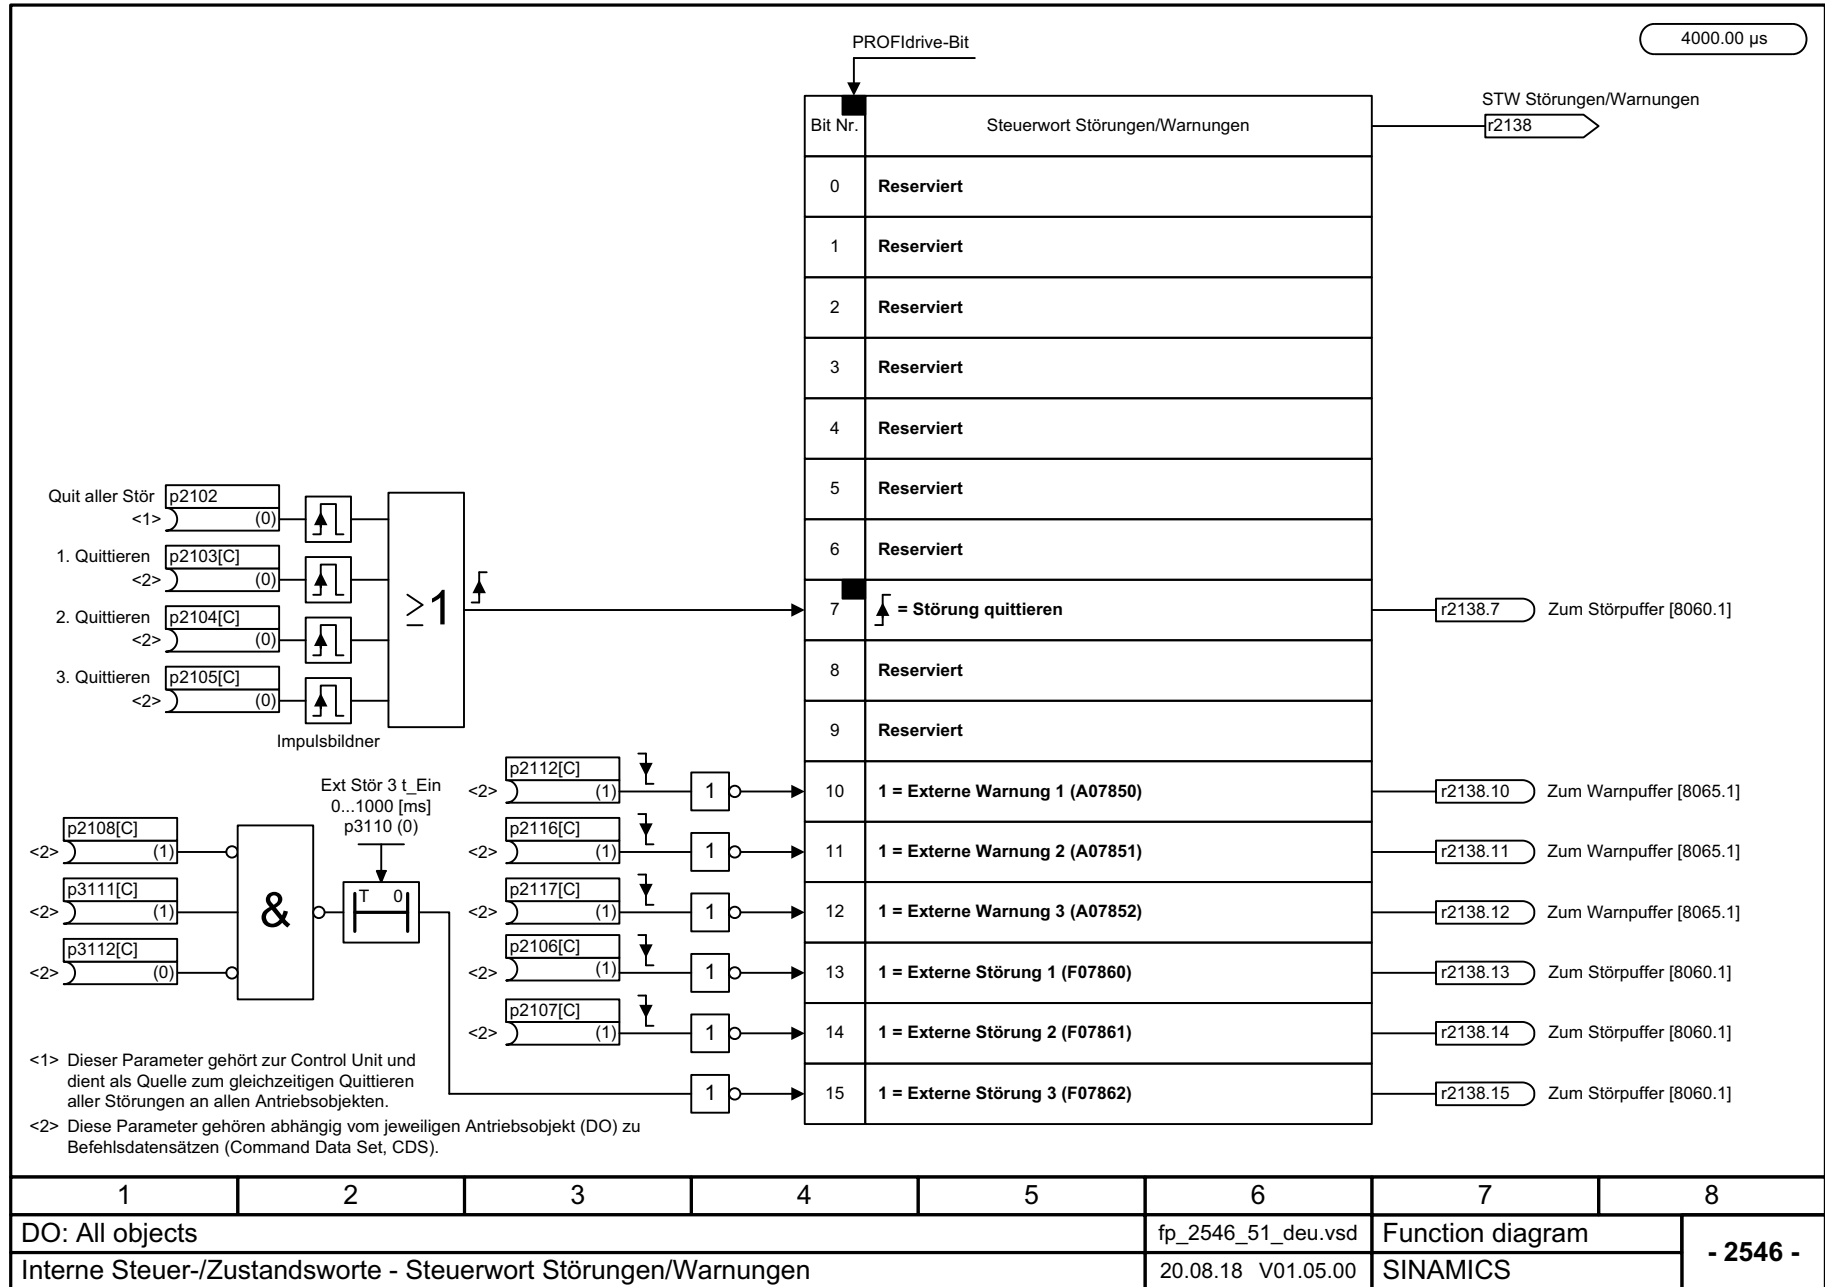 PROFIdrive-Bit
4000.00 µs
STW Störungen/Warnungen
Bit Nr. Steuerwort Störungen/Warnungen r2138
0 Reserviert
1 Reserviert
2 Reserviert
3 Reserviert
4 Reserviert
5 Reserviert
6 Reserviert
Quit aller Stör p2102
<1> (0)
1. Quittieren p2103[C]
<2> (0)
2. Quittieren p2104[C]
<2> (0)
3. Quittieren p2105[C]
<2> (0)
≥1
Impulsbildner
7 = Störung quittieren r2138.7 Zum Störpuffer [8060.1]
8 Reserviert
9 Reserviert
p2112[C]
<2> (1) 1 10 1 = Externe Warnung 1 (A07850) r2138.10 Zum Warnpuffer [8065.1]
p2116[C]
<2> (1) 1 11 1 = Externe Warnung 2 (A07851) r2138.11 Zum Warnpuffer [8065.1]
p2117[C]
<2> (1) 1 12 1 = Externe Warnung 3 (A07852) r2138.12 Zum Warnpuffer [8065.1]
p2106[C]
<2> (1) 1 13 1 = Externe Störung 1 (F07860) r2138.13 Zum Störpuffer [8060.1]
p2107[C]
<2> (1) 1 14 1 = Externe Störung 2 (F07861) r2138.14 Zum Störpuffer [8060.1]
1 15 1 = Externe Störung 3 (F07862) r2138.15 Zum Störpuffer [8060.1]
Ext Stör 3 t_Ein
0...1000 [ms]
p3110 (0)
T 0
p2108[C]
<2> (1)
p3111[C]
<2> (1)
p3112[C]
<2> (0)
&
<1> Dieser Parameter gehört zur Control Unit und
dient als Quelle zum gleichzeitigen Quittieren
aller Störungen an allen Antriebsobjekten.
<2> Diese Parameter gehören abhängig vom jeweiligen Antriebsobjekt (DO) zu
Befehlsdatensätzen (Command Data Set, CDS).
1 2 3 4 5 6 7 8
DO: All objects fp_2546_51_deu.vsd Function diagram
- 2546 -
Interne Steuer-/Zustandsworte - Steuerwort Störungen/Warnungen 20.08.18 V01.05.00 SINAMICS